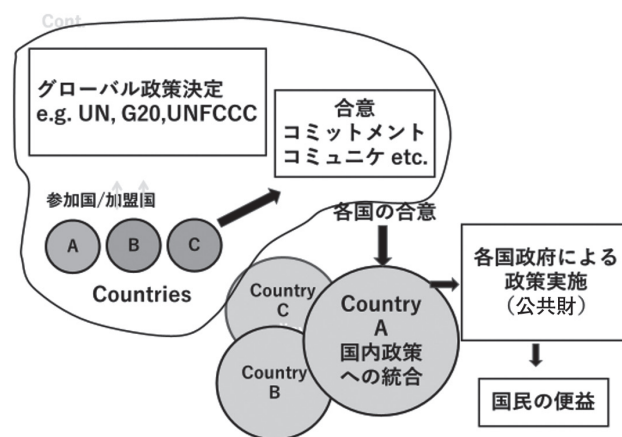 Cont.
グローバル政策決定
e.g. UN, G20,UNFCCC
合意
コミットメント
コミュニケ etc.
参加国/加盟国
A
B
C
Countries
各国の合意
Country
C
Country
B
Country
A
国内政策
への統合
各国政府による
政策実施
（公共財）
国民の便益